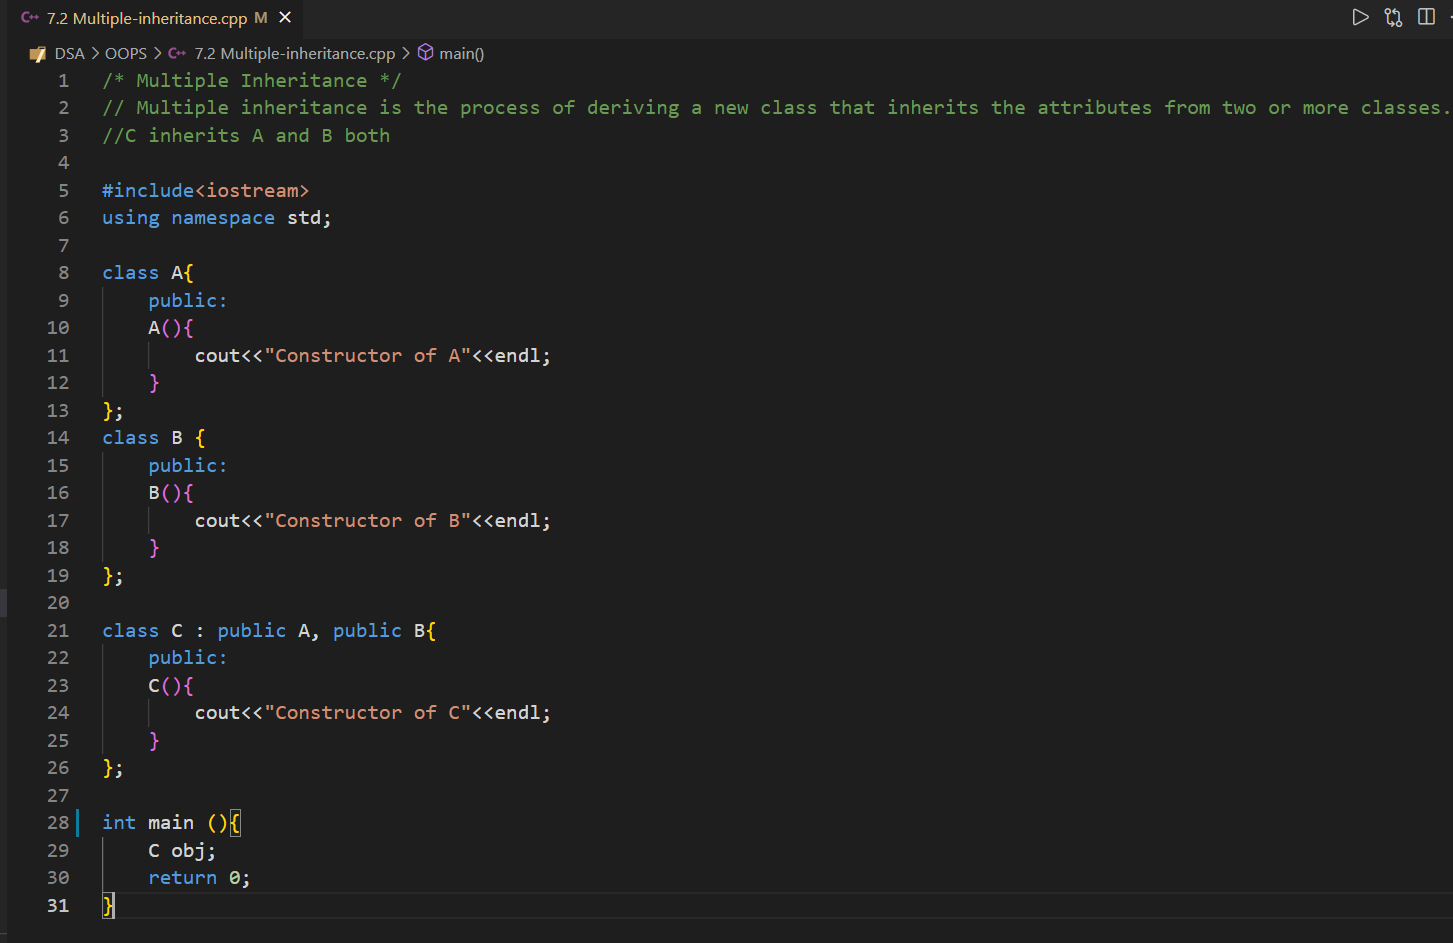 C++ 7.2 Multiple-inheritance.cpp M
DSA > OOPS > C++ 7.2 Multiple-inheritance.cpp > main()
1 /* Multiple Inheritance */
2 // Multiple inheritance is the process of deriving a new class that inherits the attributes from two or more classes.
3 //C inherits A and B both
4
5 #include<iostream>
6 using namespace std;
7
8 class A{
9     public:
10     A(){
11         cout<<"Constructor of A"<<endl;
12     }
13 };
14 class B {
15     public:
16     B(){
17         cout<<"Constructor of B"<<endl;
18     }
19 };
20
21 class C : public A, public B{
22     public:
23     C(){
24         cout<<"Constructor of C"<<endl;
25     }
26 };
27
28 int main (){
29     C obj;
30     return 0;
31 }